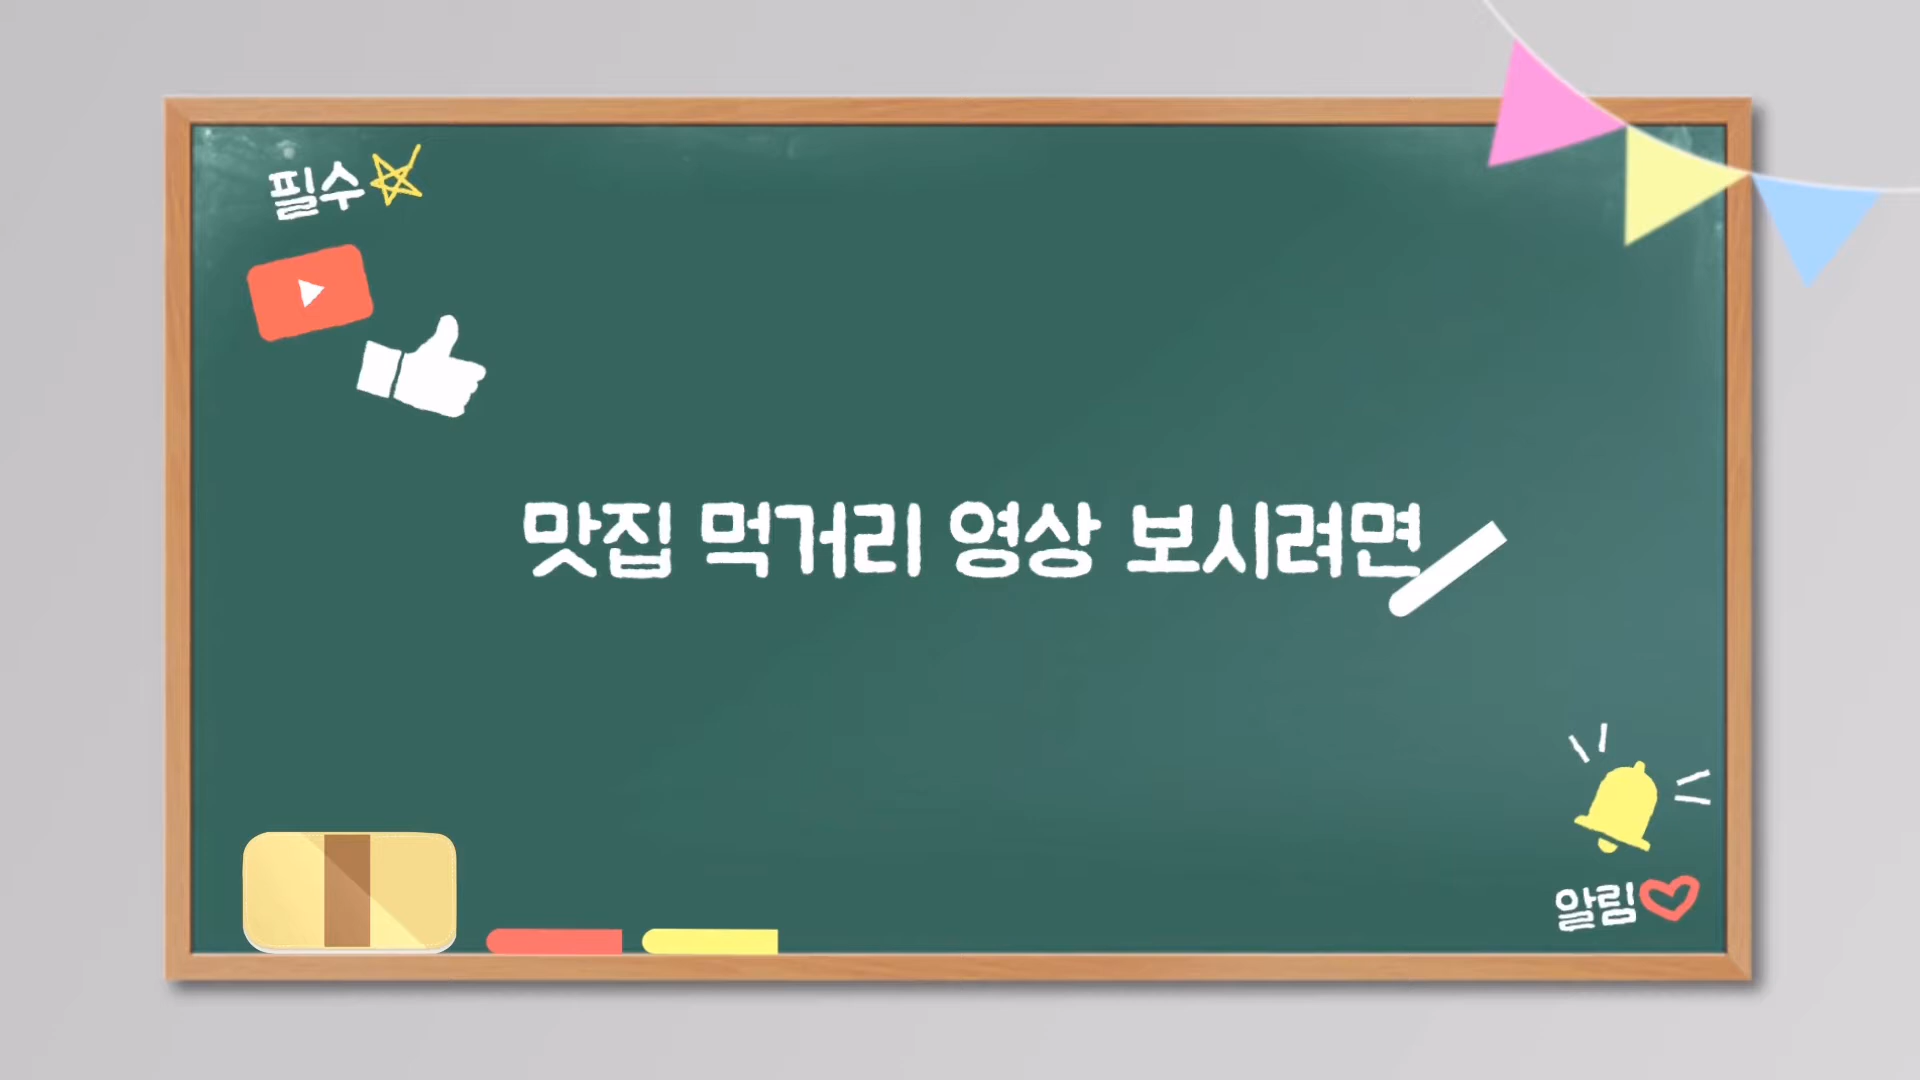 필수
맛집 먹거리 영상 보시려면
알림